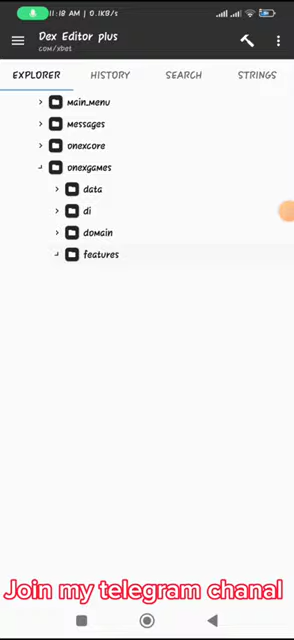 11:18 AM | 0.1KB/s
Dex Editor plus
com/xbet
EXPLORER HISTORY SEARCH STRINGS
main_menu
messages
onexcore
onexgames
data
di
domain
features
Join my telegram chanal